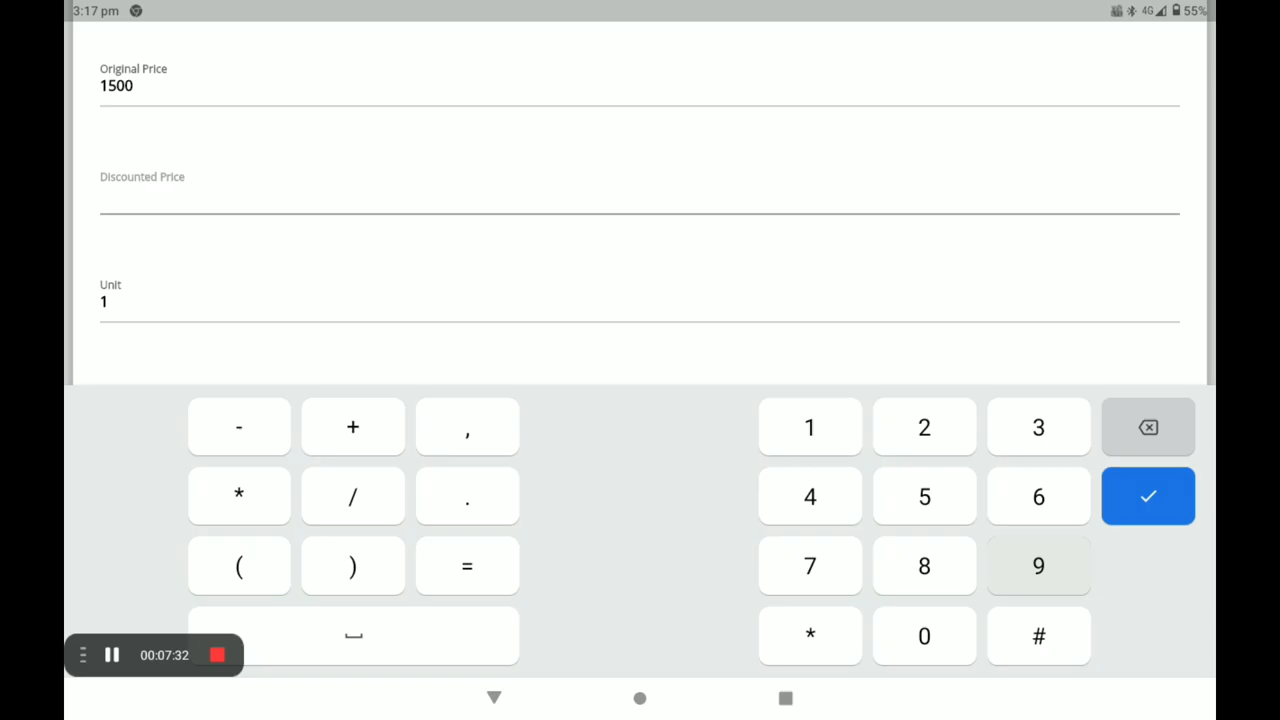 3:17 pm
4G 55%
Original Price
1500
Discounted Price
Unit
1
- + , 1 2 3
* / . 4 5 6
( ) = 7 8 9
* 0 #
00:07:32